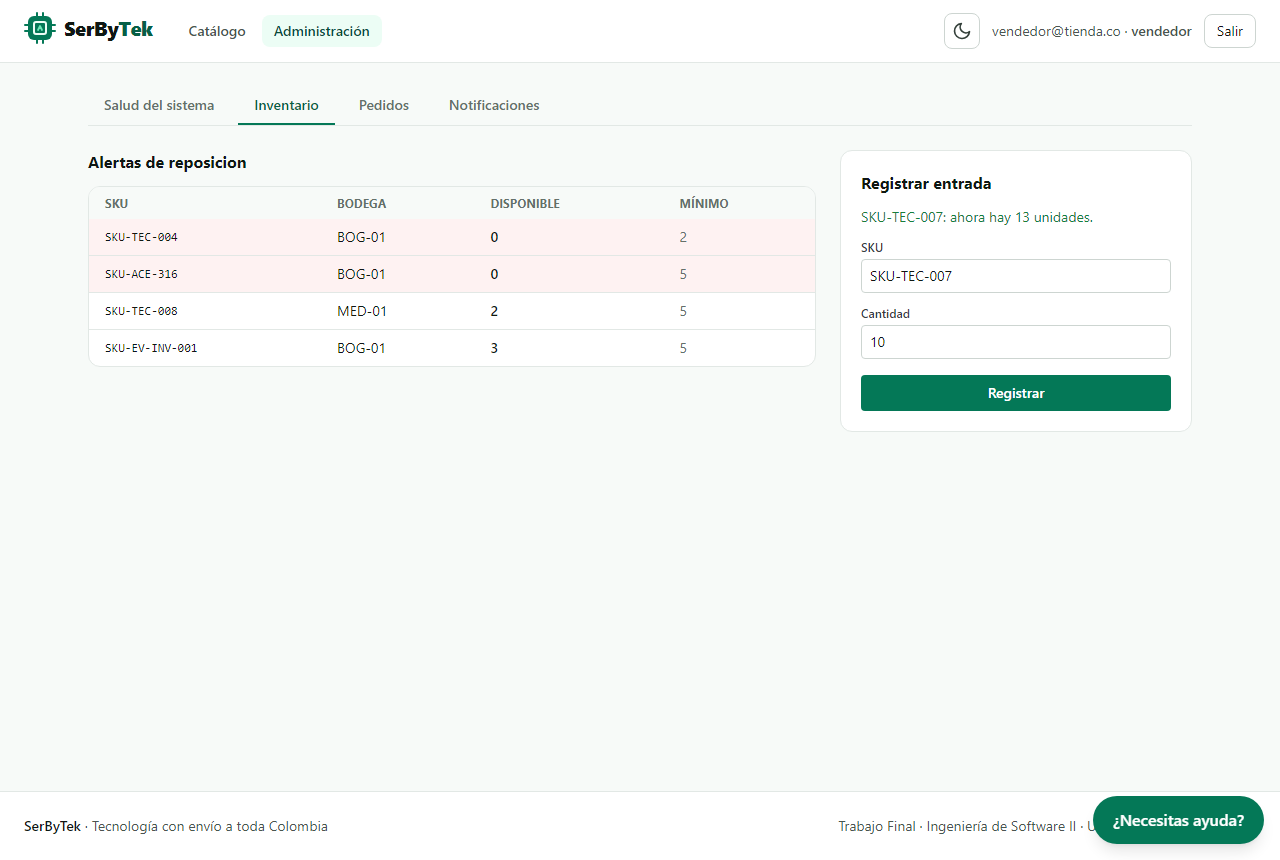 SerByTek
Catálogo
Administración
vendedor@tienda.co · vendedor
Salir
Salud del sistema
Inventario
Pedidos
Notificaciones
Alertas de reposicion
SKU BODEGA DISPONIBLE MÍNIMO
SKU-TEC-004 BOG-01 0 2
SKU-ACE-316 BOG-01 0 5
SKU-TEC-008 MED-01 2 5
SKU-EV-INV-001 BOG-01 3 5
Registrar entrada
SKU-TEC-007: ahora hay 13 unidades.
SKU
SKU-TEC-007
Cantidad
10
Registrar
SerByTek · Tecnología con envío a toda Colombia
Trabajo Final · Ingeniería de Software II ·
¿Necesitas ayuda?